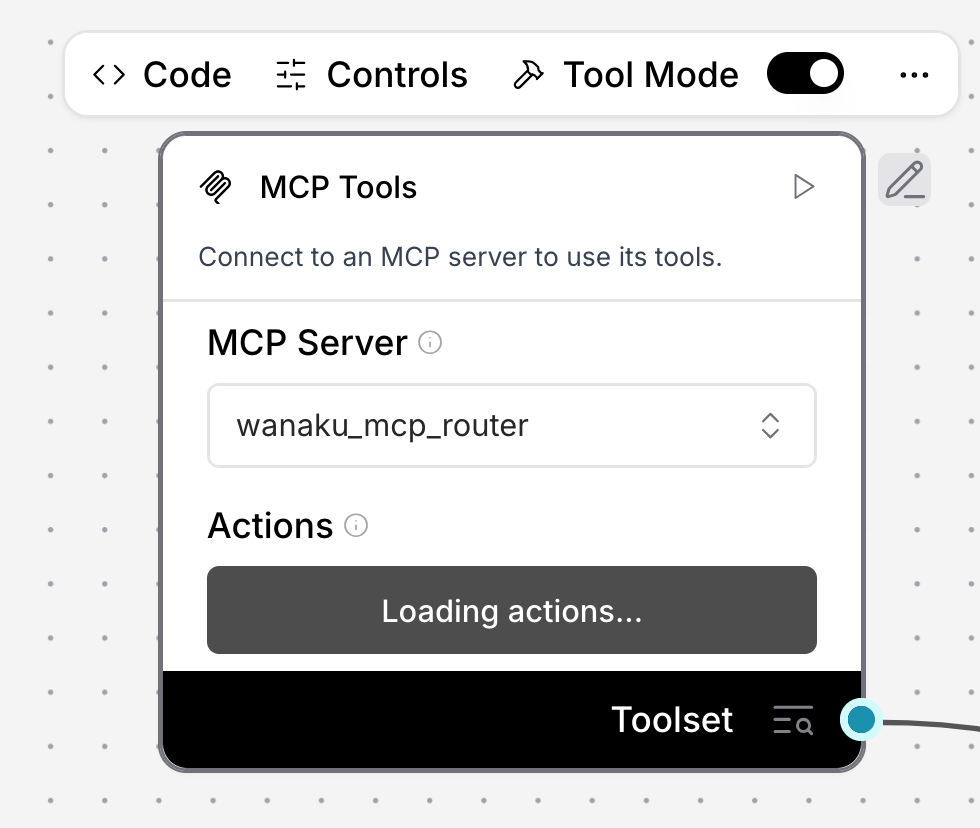 Code Controls Tool Mode
MCP Tools
Connect to an MCP server to use its tools.
MCP Server
wanaku_mcp_router
Actions
Loading actions...
Toolset